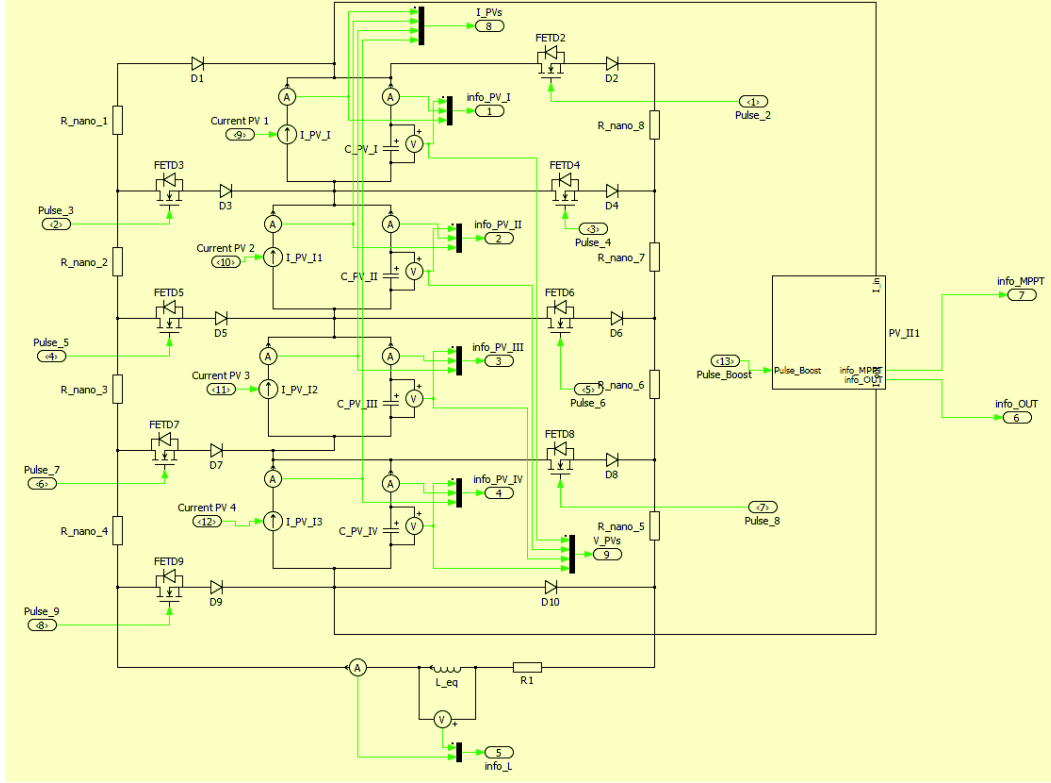 I_PVs
8
FETD2
D1
D2
A
A
info_PV_I
1
<1>
Pulse_2
R_nano_1
Current PV 1
<9>
I_PV_I
C_PV_I
V
R_nano_8
FETD3
FETD4
D3
D4
Pulse_3
<2>
A
A
info_PV_II
2
<3>
Pulse_4
R_nano_2
Current PV 2
<10>
I_PV_I1
C_PV_II
V
R_nano_7
FETD5
FETD6
I_in
info_MPPT
7
D5
D6
PV_II1
Pulse_5
<4>
A
A
info_PV_III
3
<13>
Pulse_Boost
Pulse_Boost
info_MPPT
info_OUT
R_nano_3
Current PV 3
<11>
I_PV_I2
C_PV_III
V
<5>
Pulse_6
R_nano_6
info_OUT
6
FETD7
FETD8
D7
D8
Pulse_7
<6>
A
A
info_PV_IV
4
<7>
Pulse_8
R_nano_4
Current PV 4
<12>
I_PV_I3
C_PV_IV
V
R_nano_5
V_PVs
9
FETD9
D9
D10
Pulse_9
<8>
A
L_eq
R1
V
5
info_L